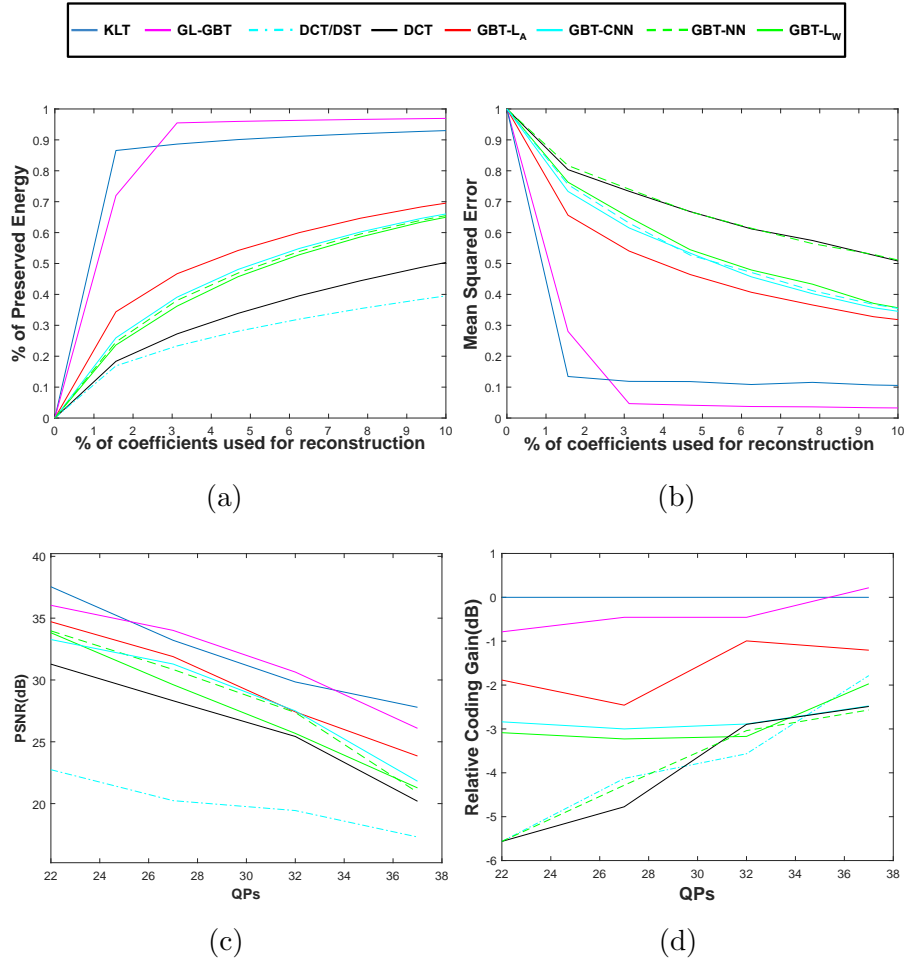 KLT GL-GBT DCT/DST DCT GBT-L_A GBT-CNN GBT-NN GBT-L_W
1
0.9
0.8
0.7
0.6
0.5
0.4
0.3
0.2
0.1
0
% of Preserved Energy
0 1 2 3 4 5 6 7 8 9 10
% of coefficients used for reconstruction
(a)
1
0.9
0.8
0.7
0.6
0.5
0.4
0.3
0.2
0.1
0
Mean Squared Error
0 1 2 3 4 5 6 7 8 9 10
% of coefficients used for reconstruction
(b)
40
35
30
25
20
PSNR(dB)
22 24 26 28 30 32 34 36 38
QPs
(c)
1
0
-1
-2
-3
-4
-5
-6
Relative Coding Gain(dB)
22 24 26 28 30 32 34 36 38
QPs
(d)